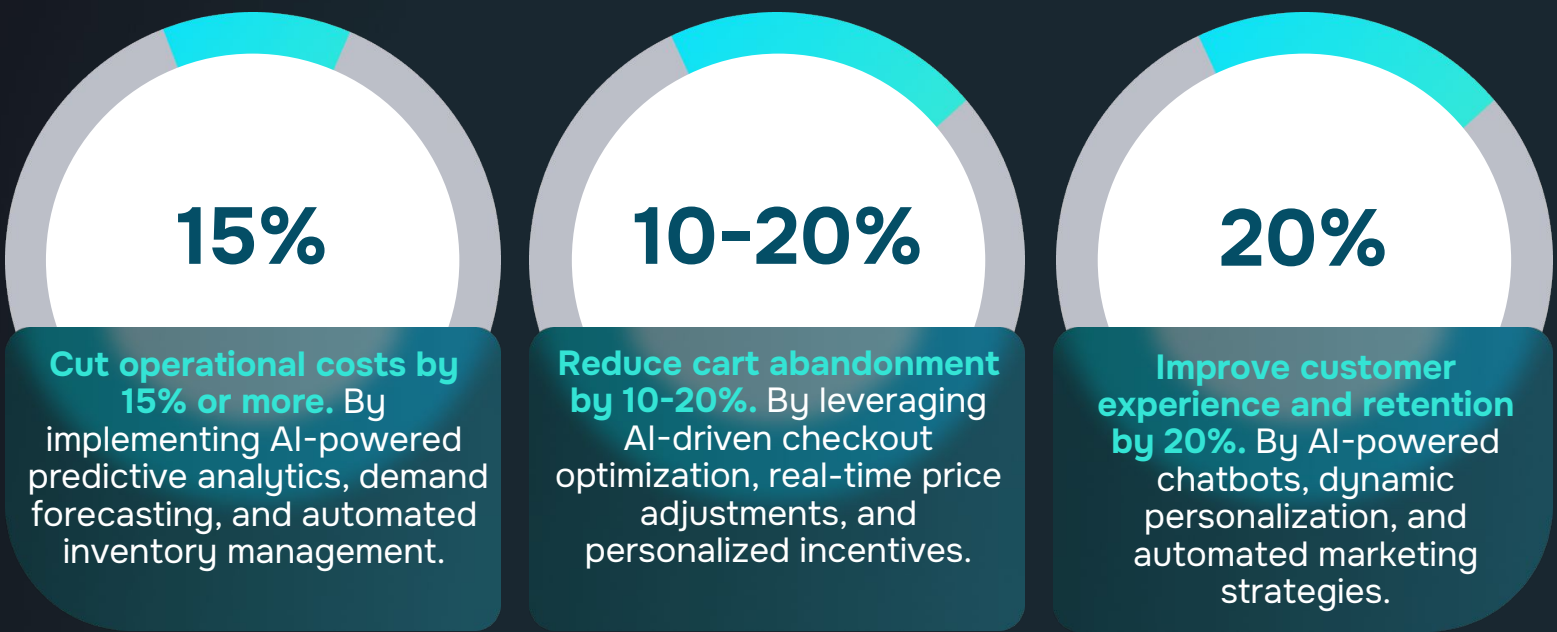 15%
Cut operational costs by
15% or more. By
implementing AI-powered
predictive analytics, demand
forecasting, and automated
inventory management.
10-20%
Reduce cart abandonment
by 10-20%. By leveraging
AI-driven checkout
optimization, real-time price
adjustments, and
personalized incentives.
20%
Improve customer
experience and retention
by 20%. By AI-powered
chatbots, dynamic
personalization, and
automated marketing
strategies.